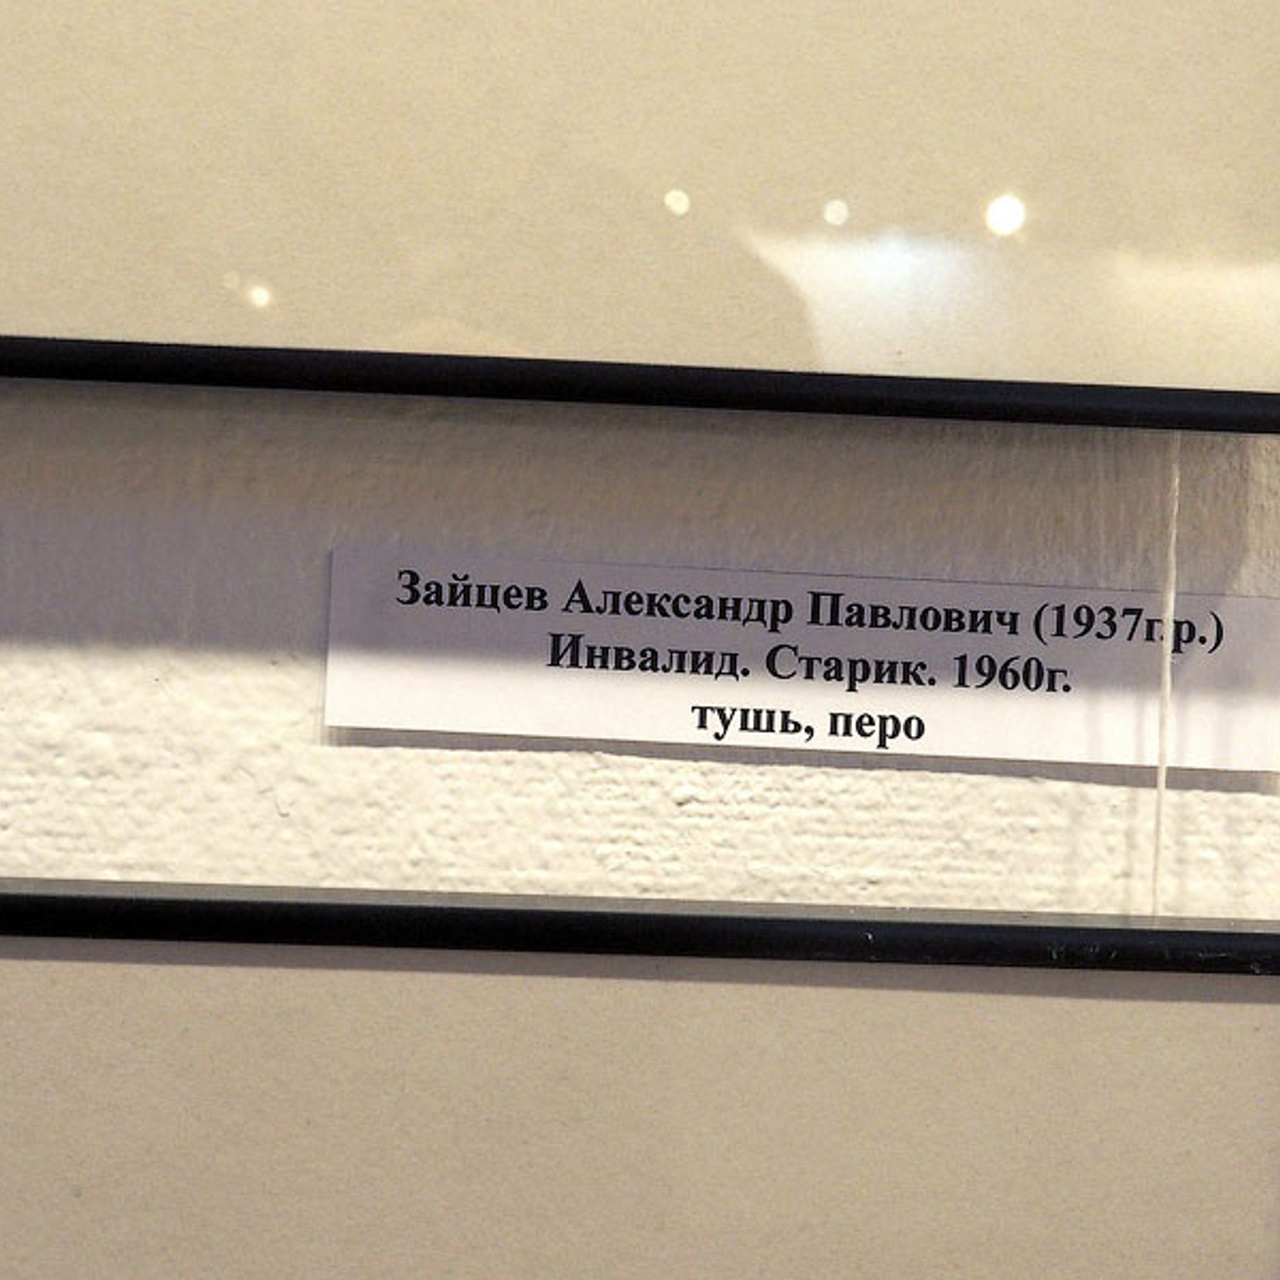 Зайцев Александр Павлович (1937г.р.)
Инвалид. Старик. 1960г.
тушь, перо